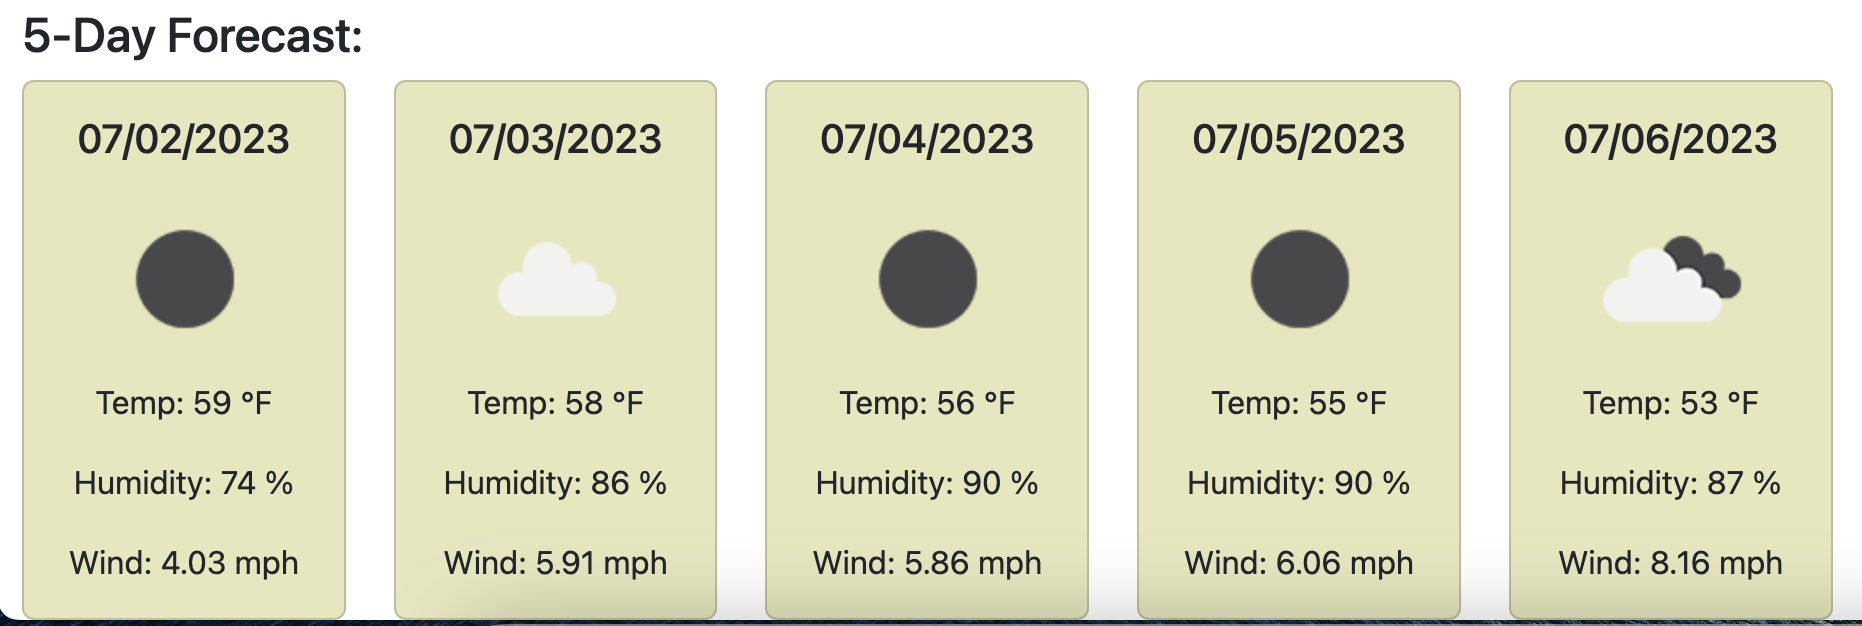 5-Day Forecast:
07/02/2023
Temp: 59 °F
Humidity: 74 %
Wind: 4.03 mph
07/03/2023
Temp: 58 °F
Humidity: 86 %
Wind: 5.91 mph
07/04/2023
Temp: 56 °F
Humidity: 90 %
Wind: 5.86 mph
07/05/2023
Temp: 55 °F
Humidity: 90 %
Wind: 6.06 mph
07/06/2023
Temp: 53 °F
Humidity: 87 %
Wind: 8.16 mph